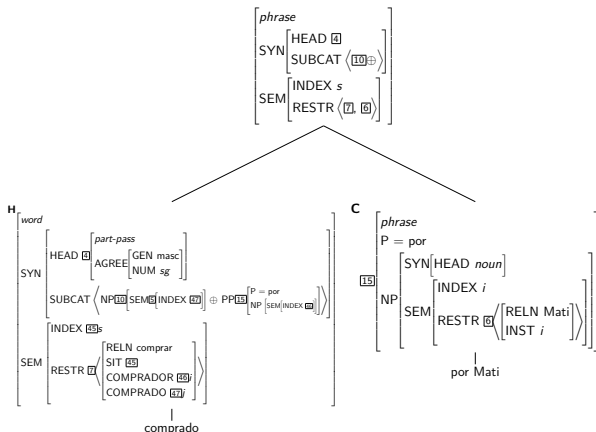 phrase
SYN HEAD 4
SUBCAT ⟨10⊕⟩
SEM INDEX s
RESTR ⟨7, 6⟩
H
word
SYN HEAD 4 part-pass
AGREE GEN masc
NUM sg
SUBCAT ⟨NP10[SEM5[INDEX 47]] ⊕ PP15[P = por
NP [SEM[INDEX 46]]]⟩
SEM INDEX 45s
RESTR 7 ⟨RELN comprar
SIT 45
COMPRADOR 46i
COMPRADO 47j⟩
comprado
C
15 phrase
P = por
NP SYN[HEAD noun]
SEM INDEX i
RESTR 6 ⟨RELN Mati
INST i⟩
por Mati